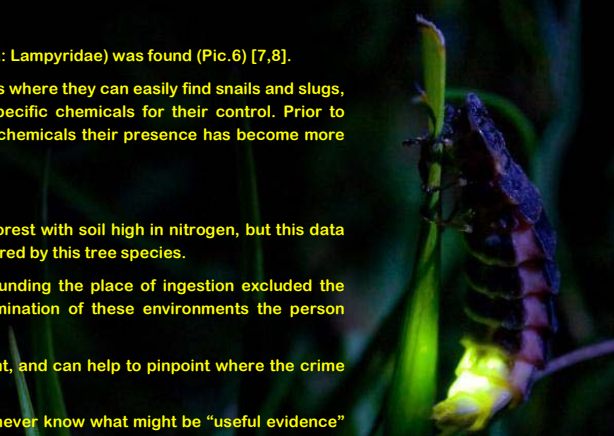 : Lampyridae) was found (Pic.6) [7,8].
s where they can easily find snails and slugs,
pecific chemicals for their control. Prior to
chemicals their presence has become more
orest with soil high in nitrogen, but this data
red by this tree species.
unding the place of ingestion excluded the
mination of these environments the person
nt, and can help to pinpoint where the crime
never know what might be “useful evidence”